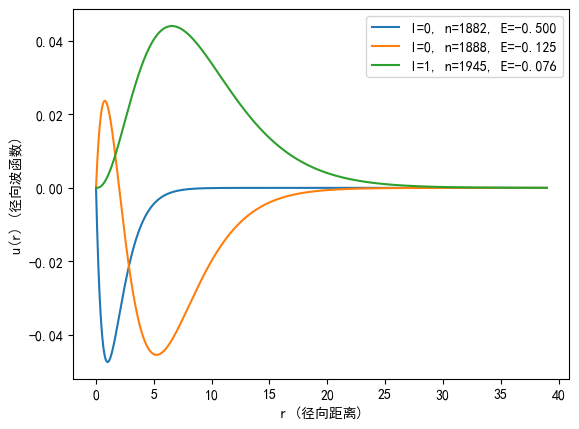 l=0, n=1882, E=-0.500
l=0, n=1888, E=-0.125
l=1, n=1945, E=-0.076
u(r) (径向波函数)
0.04
0.02
0.00
−0.02
−0.04
0 5 10 15 20 25 30 35 40
r (径向距离)